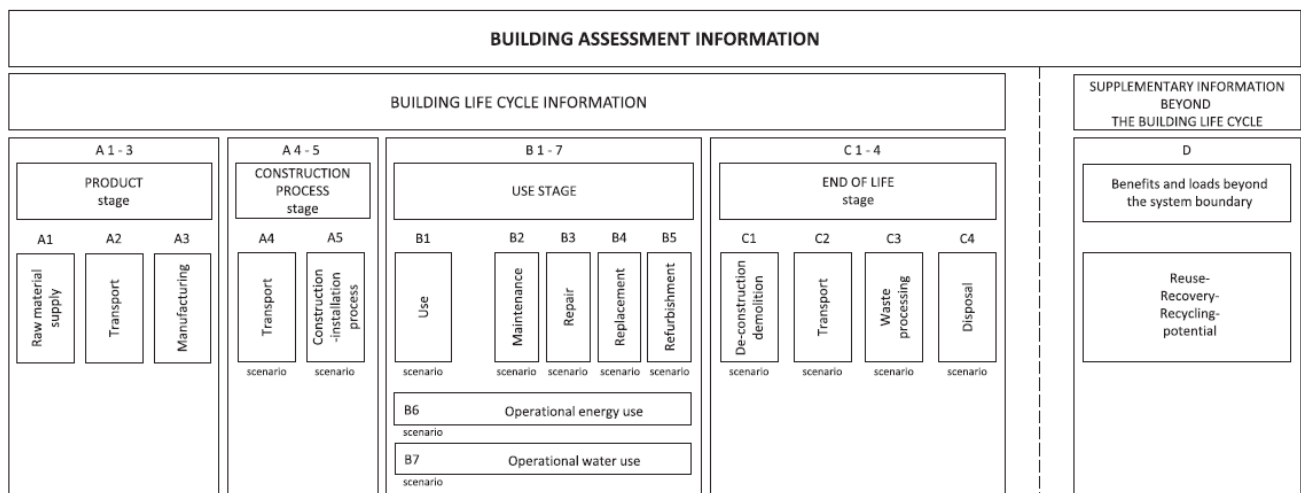 BUILDING ASSESSMENT INFORMATION
BUILDING LIFE CYCLE INFORMATION
SUPPLEMENTARY INFORMATION
BEYOND
THE BUILDING LIFE CYCLE
A 1 - 3
PRODUCT
stage
A1
A2
A3
Raw material
supply
Transport
Manufacturing
A 4 - 5
CONSTRUCTION
PROCESS
stage
A4
A5
Transport
Construction
-installation
process
scenario
scenario
B 1 - 7
USE STAGE
B1
B2
B3
B4
B5
Use
Maintenance
Repair
Replacement
Refurbishment
scenario
scenario
scenario
scenario
scenario
B6 Operational energy use
scenario
B7 Operational water use
scenario
C 1 - 4
END OF LIFE
stage
C1
C2
C3
C4
De-construction
demolition
Transport
Waste
processing
Disposal
scenario
scenario
scenario
scenario
D
Benefits and loads beyond
the system boundary
Reuse-
Recovery-
Recycling-
potential